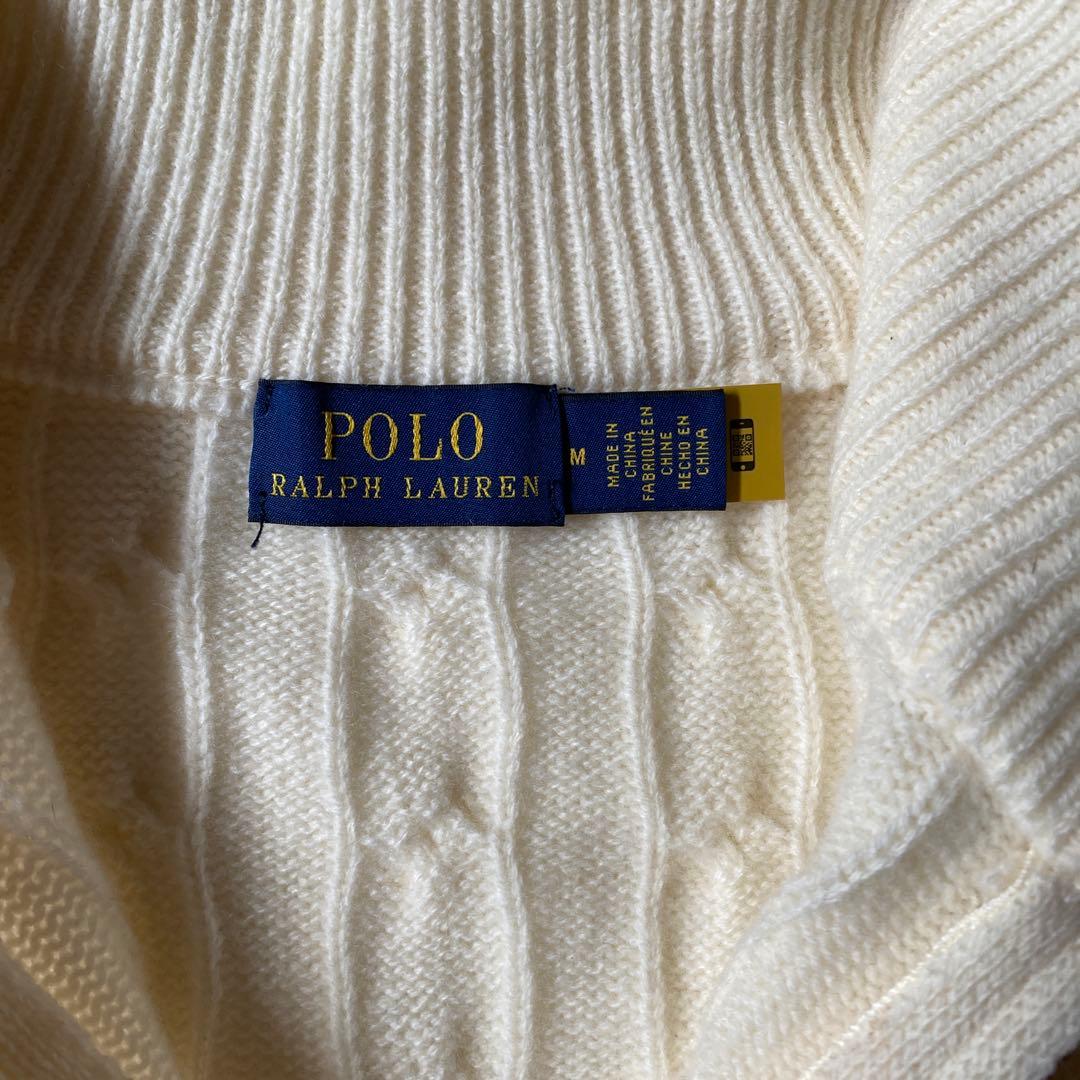 POLO
RALPH LAUREN
M
MADE IN
CHINA
FABRIQUÉ EN
CHINE
HECHO EN
CHINA